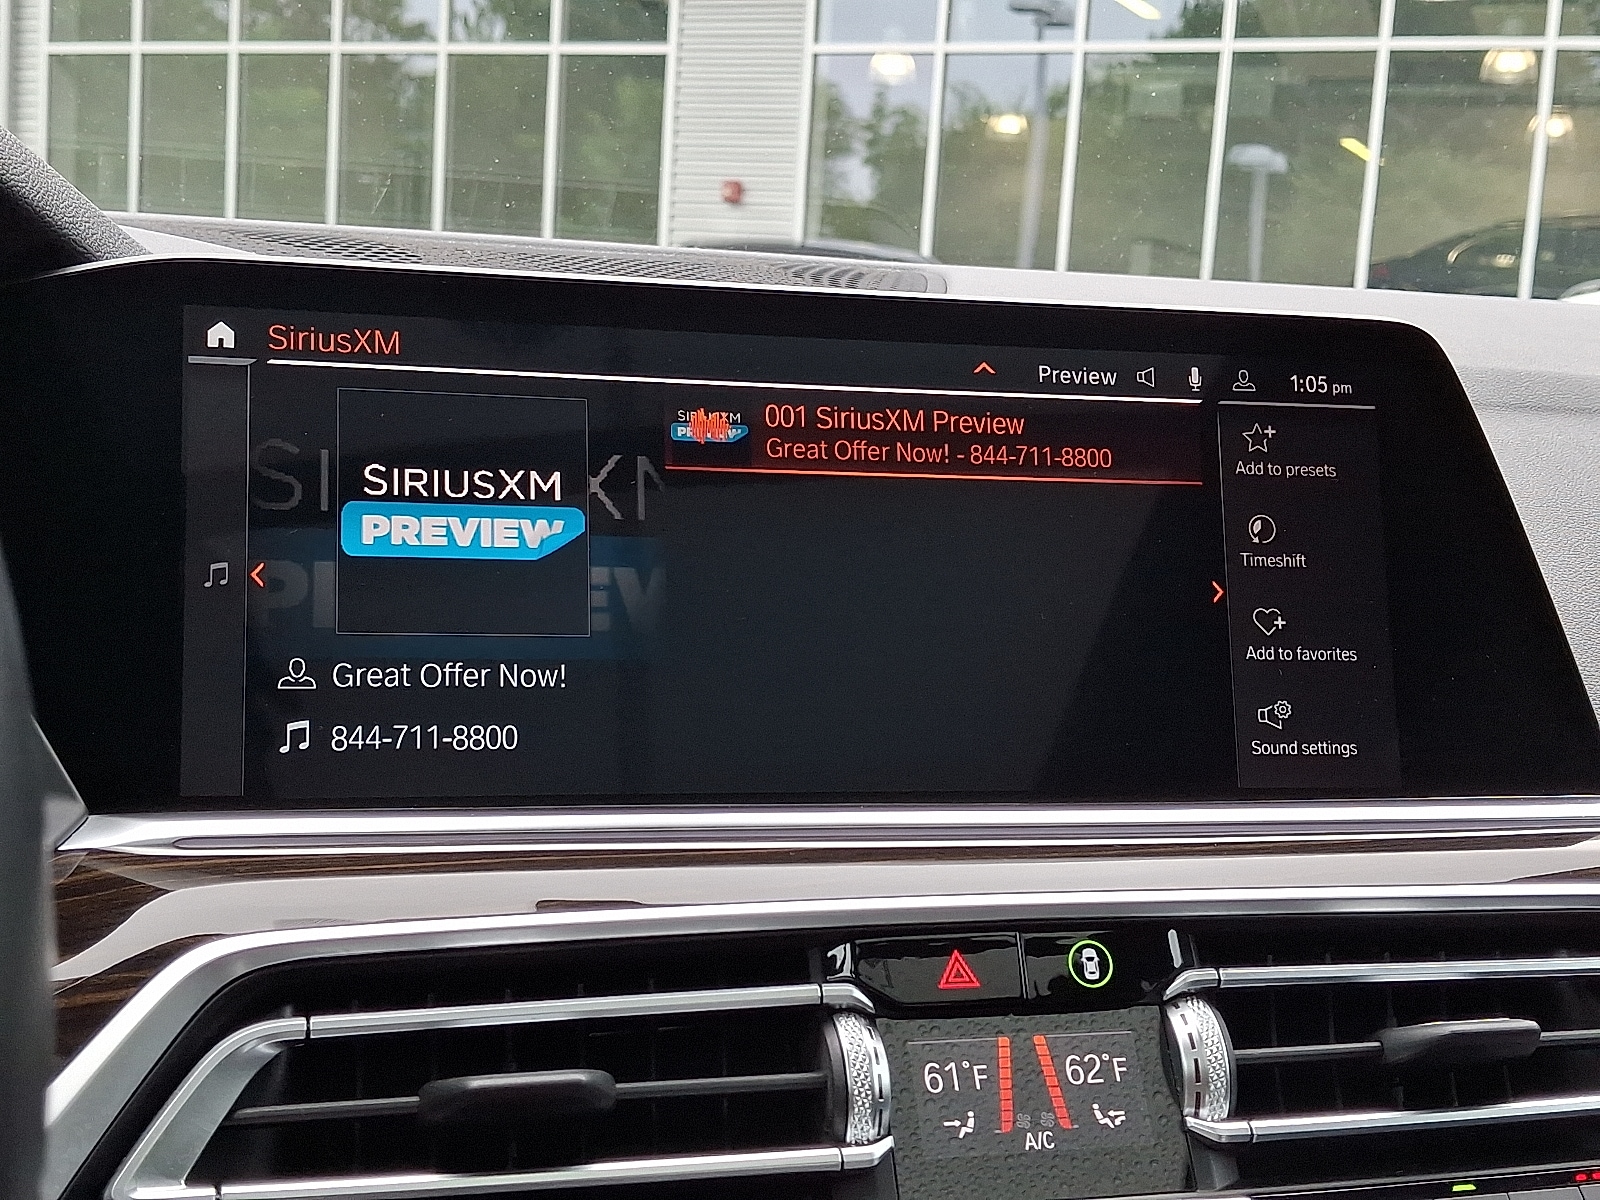 SiriusXM
Preview
1:05 pm
SIRIUSXM
PREVIEW
001 SiriusXM Preview
Great Offer Now! - 844-711-8800
Great Offer Now!
844-711-8800
Add to presets
Timeshift
Add to favorites
Sound settings
61°F
62°F
A/C